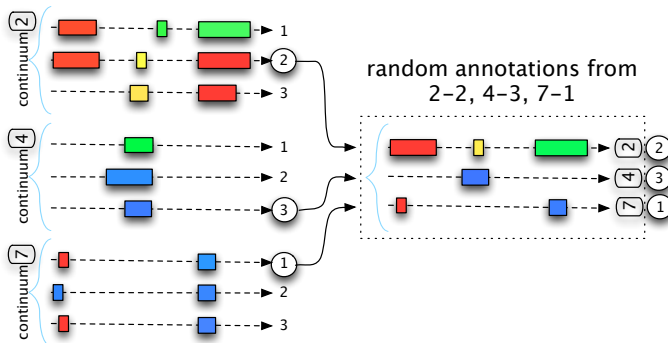 continuum 2
1
2
3
continuum 4
1
2
3
continuum 7
1
2
3
random annotations from
2-2, 4-3, 7-1
2 2
4 3
7 1